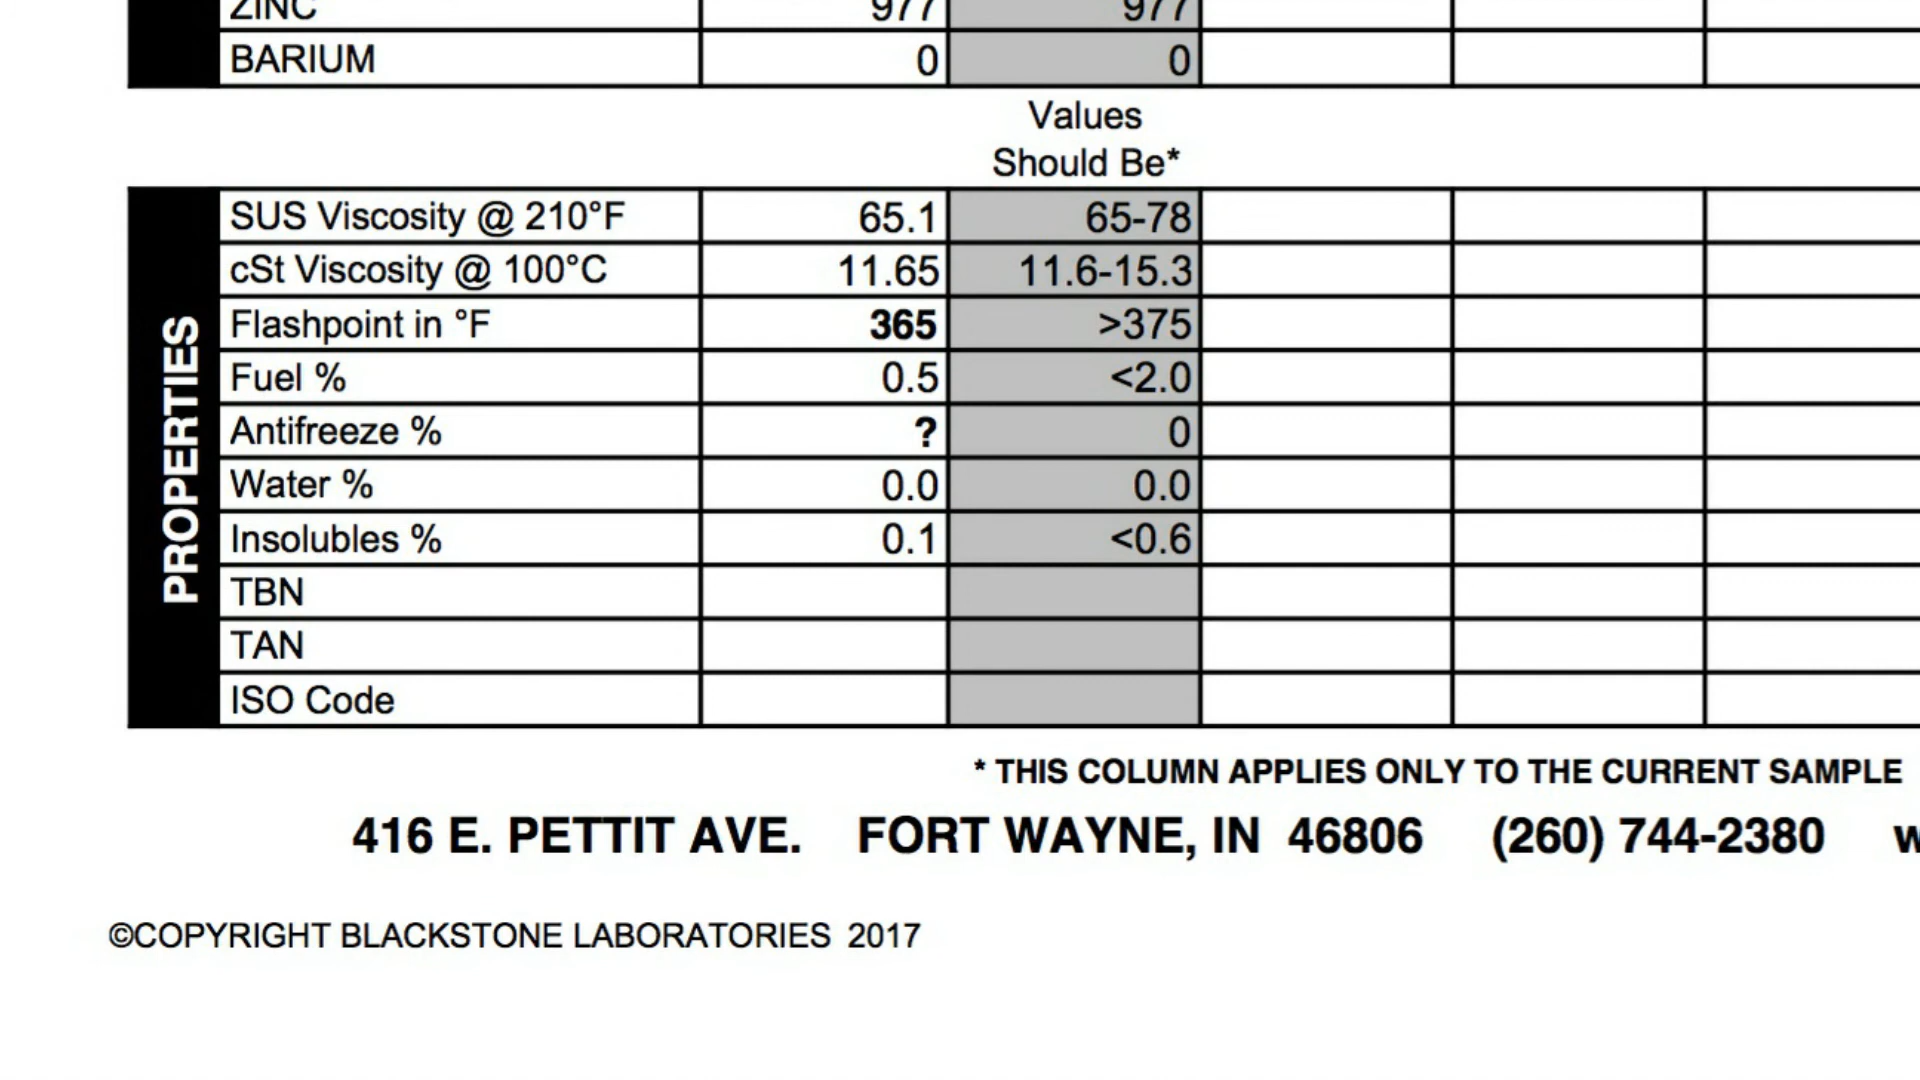 ZINC 977 977
BARIUM 0 0
Values
Should Be*
PROPERTIES
SUS Viscosity @ 210°F 65.1 65-78
cSt Viscosity @ 100°C 11.65 11.6-15.3
Flashpoint in °F 365 >375
Fuel % 0.5 <2.0
Antifreeze % ? 0
Water % 0.0 0.0
Insolubles % 0.1 <0.6
TBN
TAN
ISO Code
* THIS COLUMN APPLIES ONLY TO THE CURRENT SAMPLE
416 E. PETTIT AVE. FORT WAYNE, IN 46806 (260) 744-2380
©COPYRIGHT BLACKSTONE LABORATORIES 2017